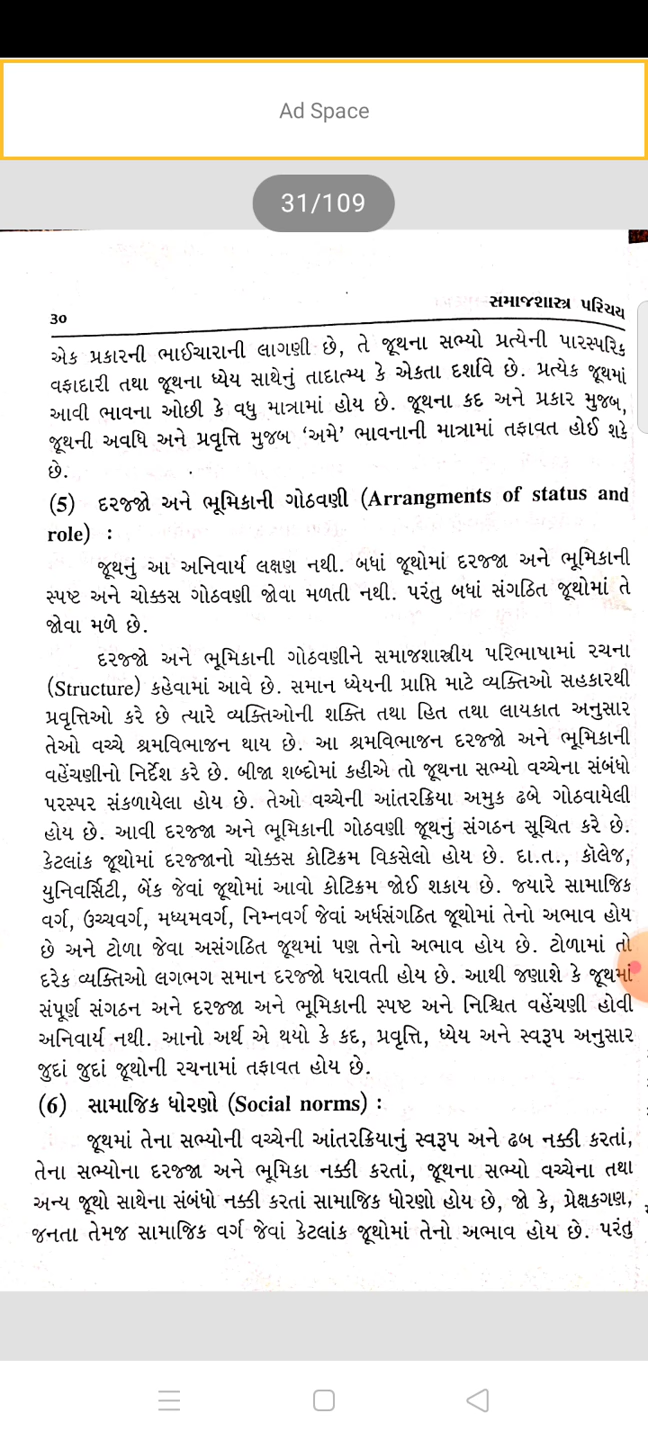 Ad Space
31/109
૩૦
સમાજશાસ્ત્ર પરિચય
એક પ્રકારની ભાઈચારાની લાગણી છે, તે જૂથના સભ્યો પ્રત્યેની પારસ્પરિક
વફાદારી તથા જૂથના ધ્યેય સાથેનું તાદાત્મ્ય કે એકતા દર્શાવે છે. પ્રત્યેક જૂથમાં
આવી ભાવના ઓછી કે વધુ માત્રામાં હોય છે. જૂથના કદ અને પ્રકાર મુજબ,
જૂથની અવધિ અને પ્રવૃત્તિ મુજબ ‘અમે’ ભાવનાની માત્રામાં તફાવત હોઈ શકે
છે.
(5) દરજ્જો અને ભૂમિકાની ગોઠવણી (Arrangments of status and
role) :
જૂથનું આ અનિવાર્ય લક્ષણ નથી. બધાં જૂથોમાં દરજ્જા અને ભૂમિકાની
સ્પષ્ટ અને ચોક્કસ ગોઠવણી જોવા મળતી નથી. પરંતુ બધાં સંગઠિત જૂથોમાં તે
જોવા મળે છે.
દરજ્જો અને ભૂમિકાની ગોઠવણીને સમાજશાસ્ત્રીય પરિભાષામાં રચના
(Structure) કહેવામાં આવે છે. સમાન ધ્યેયની પ્રાપ્તિ માટે વ્યક્તિઓ સહકારથી
પ્રવૃત્તિઓ કરે છે ત્યારે વ્યક્તિઓની શક્તિ તથા હિત તથા લાયકાત અનુસાર
તેઓ વચ્ચે શ્રમવિભાજન થાય છે. આ શ્રમવિભાજન દરજ્જો અને ભૂમિકાની
વહેંચણીનો નિર્દેશ કરે છે. બીજા શબ્દોમાં કહીએ તો જૂથના સભ્યો વચ્ચેના સંબંધો
પરસ્પર સંકળાયેલા હોય છે. તેઓ વચ્ચેની આંતરક્રિયા અમુક ઢબે ગોઠવાયેલી
હોય છે. આવી દરજ્જા અને ભૂમિકાની ગોઠવણી જૂથનું સંગઠન સૂચિત કરે છે.
કેટલાંક જૂથોમાં દરજ્જાનો ચોક્કસ કોટિક્રમ વિકસેલો હોય છે. દા.ત., કૉલેજ,
યુનિવર્સિટી, બેંક જેવાં જૂથોમાં આવો કોટિક્રમ જોઈ શકાય છે. જ્યારે સામાજિક
વર્ગ, ઉચ્ચવર્ગ, મધ્યમવર્ગ, નિમ્નવર્ગ જેવાં અર્ધસંગઠિત જૂથોમાં તેનો અભાવ હોય
છે અને ટોળા જેવા અસંગઠિત જૂથમાં પણ તેનો અભાવ હોય છે. ટોળામાં તો
દરેક વ્યક્તિઓ લગભગ સમાન દરજ્જો ધરાવતી હોય છે. આથી જણાશે કે જૂથમાં
સંપૂર્ણ સંગઠન અને દરજ્જા અને ભૂમિકાની સ્પષ્ટ અને નિશ્ચિત વહેંચણી હોવી
અનિવાર્ય નથી. આનો અર્થ એ થયો કે કદ, પ્રવૃત્તિ, ધ્યેય અને સ્વરૂપ અનુસાર
જુદાં જુદાં જૂથોની રચનામાં તફાવત હોય છે.
(6) સામાજિક ધોરણો (Social norms) :
જૂથમાં તેના સભ્યોની વચ્ચેની આંતરક્રિયાનું સ્વરૂપ અને ઢબ નક્કી કરતાં,
તેના સભ્યોના દરજ્જા અને ભૂમિકા નક્કી કરતાં, જૂથના સભ્યો વચ્ચેના તથા
અન્ય જૂથો સાથેના સંબંધો નક્કી કરતાં સામાજિક ધોરણો હોય છે, જો કે, પ્રેક્ષકગણ,
જનતા તેમજ સામાજિક વર્ગ જેવાં કેટલાંક જૂથોમાં તેનો અભાવ હોય છે. પરંતુ